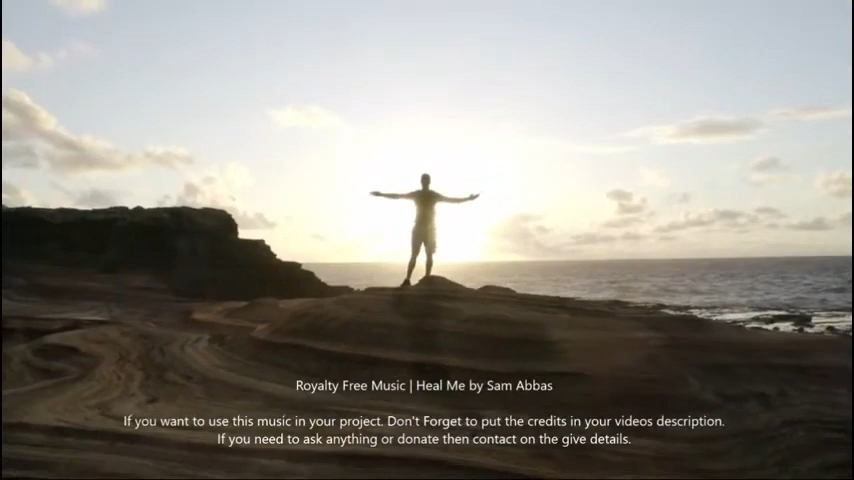 Royalty Free Music | Heal Me by Sam Abbas
If you want to use this music in your project. Don't Forget to put the credits in your videos description.
If you need to ask anything or donate then contact on the give details.